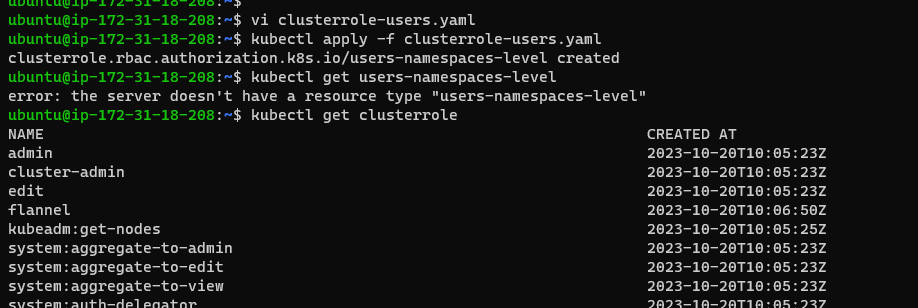 ubuntu@ip-172-31-18-208:~$
ubuntu@ip-172-31-18-208:~$ vi clusterrole-users.yaml
ubuntu@ip-172-31-18-208:~$ kubectl apply -f clusterrole-users.yaml
clusterrole.rbac.authorization.k8s.io/users-namespaces-level created
ubuntu@ip-172-31-18-208:~$ kubectl get users-namespaces-level
error: the server doesn't have a resource type "users-namespaces-level"
ubuntu@ip-172-31-18-208:~$ kubectl get clusterrole
NAME CREATED AT
admin 2023-10-20T10:05:23Z
cluster-admin 2023-10-20T10:05:23Z
edit 2023-10-20T10:05:23Z
flannel 2023-10-20T10:06:50Z
kubeadm:get-nodes 2023-10-20T10:05:25Z
system:aggregate-to-admin 2023-10-20T10:05:23Z
system:aggregate-to-edit 2023-10-20T10:05:23Z
system:aggregate-to-view 2023-10-20T10:05:23Z
system:auth-delegator 2023-10-20T10:05:23Z